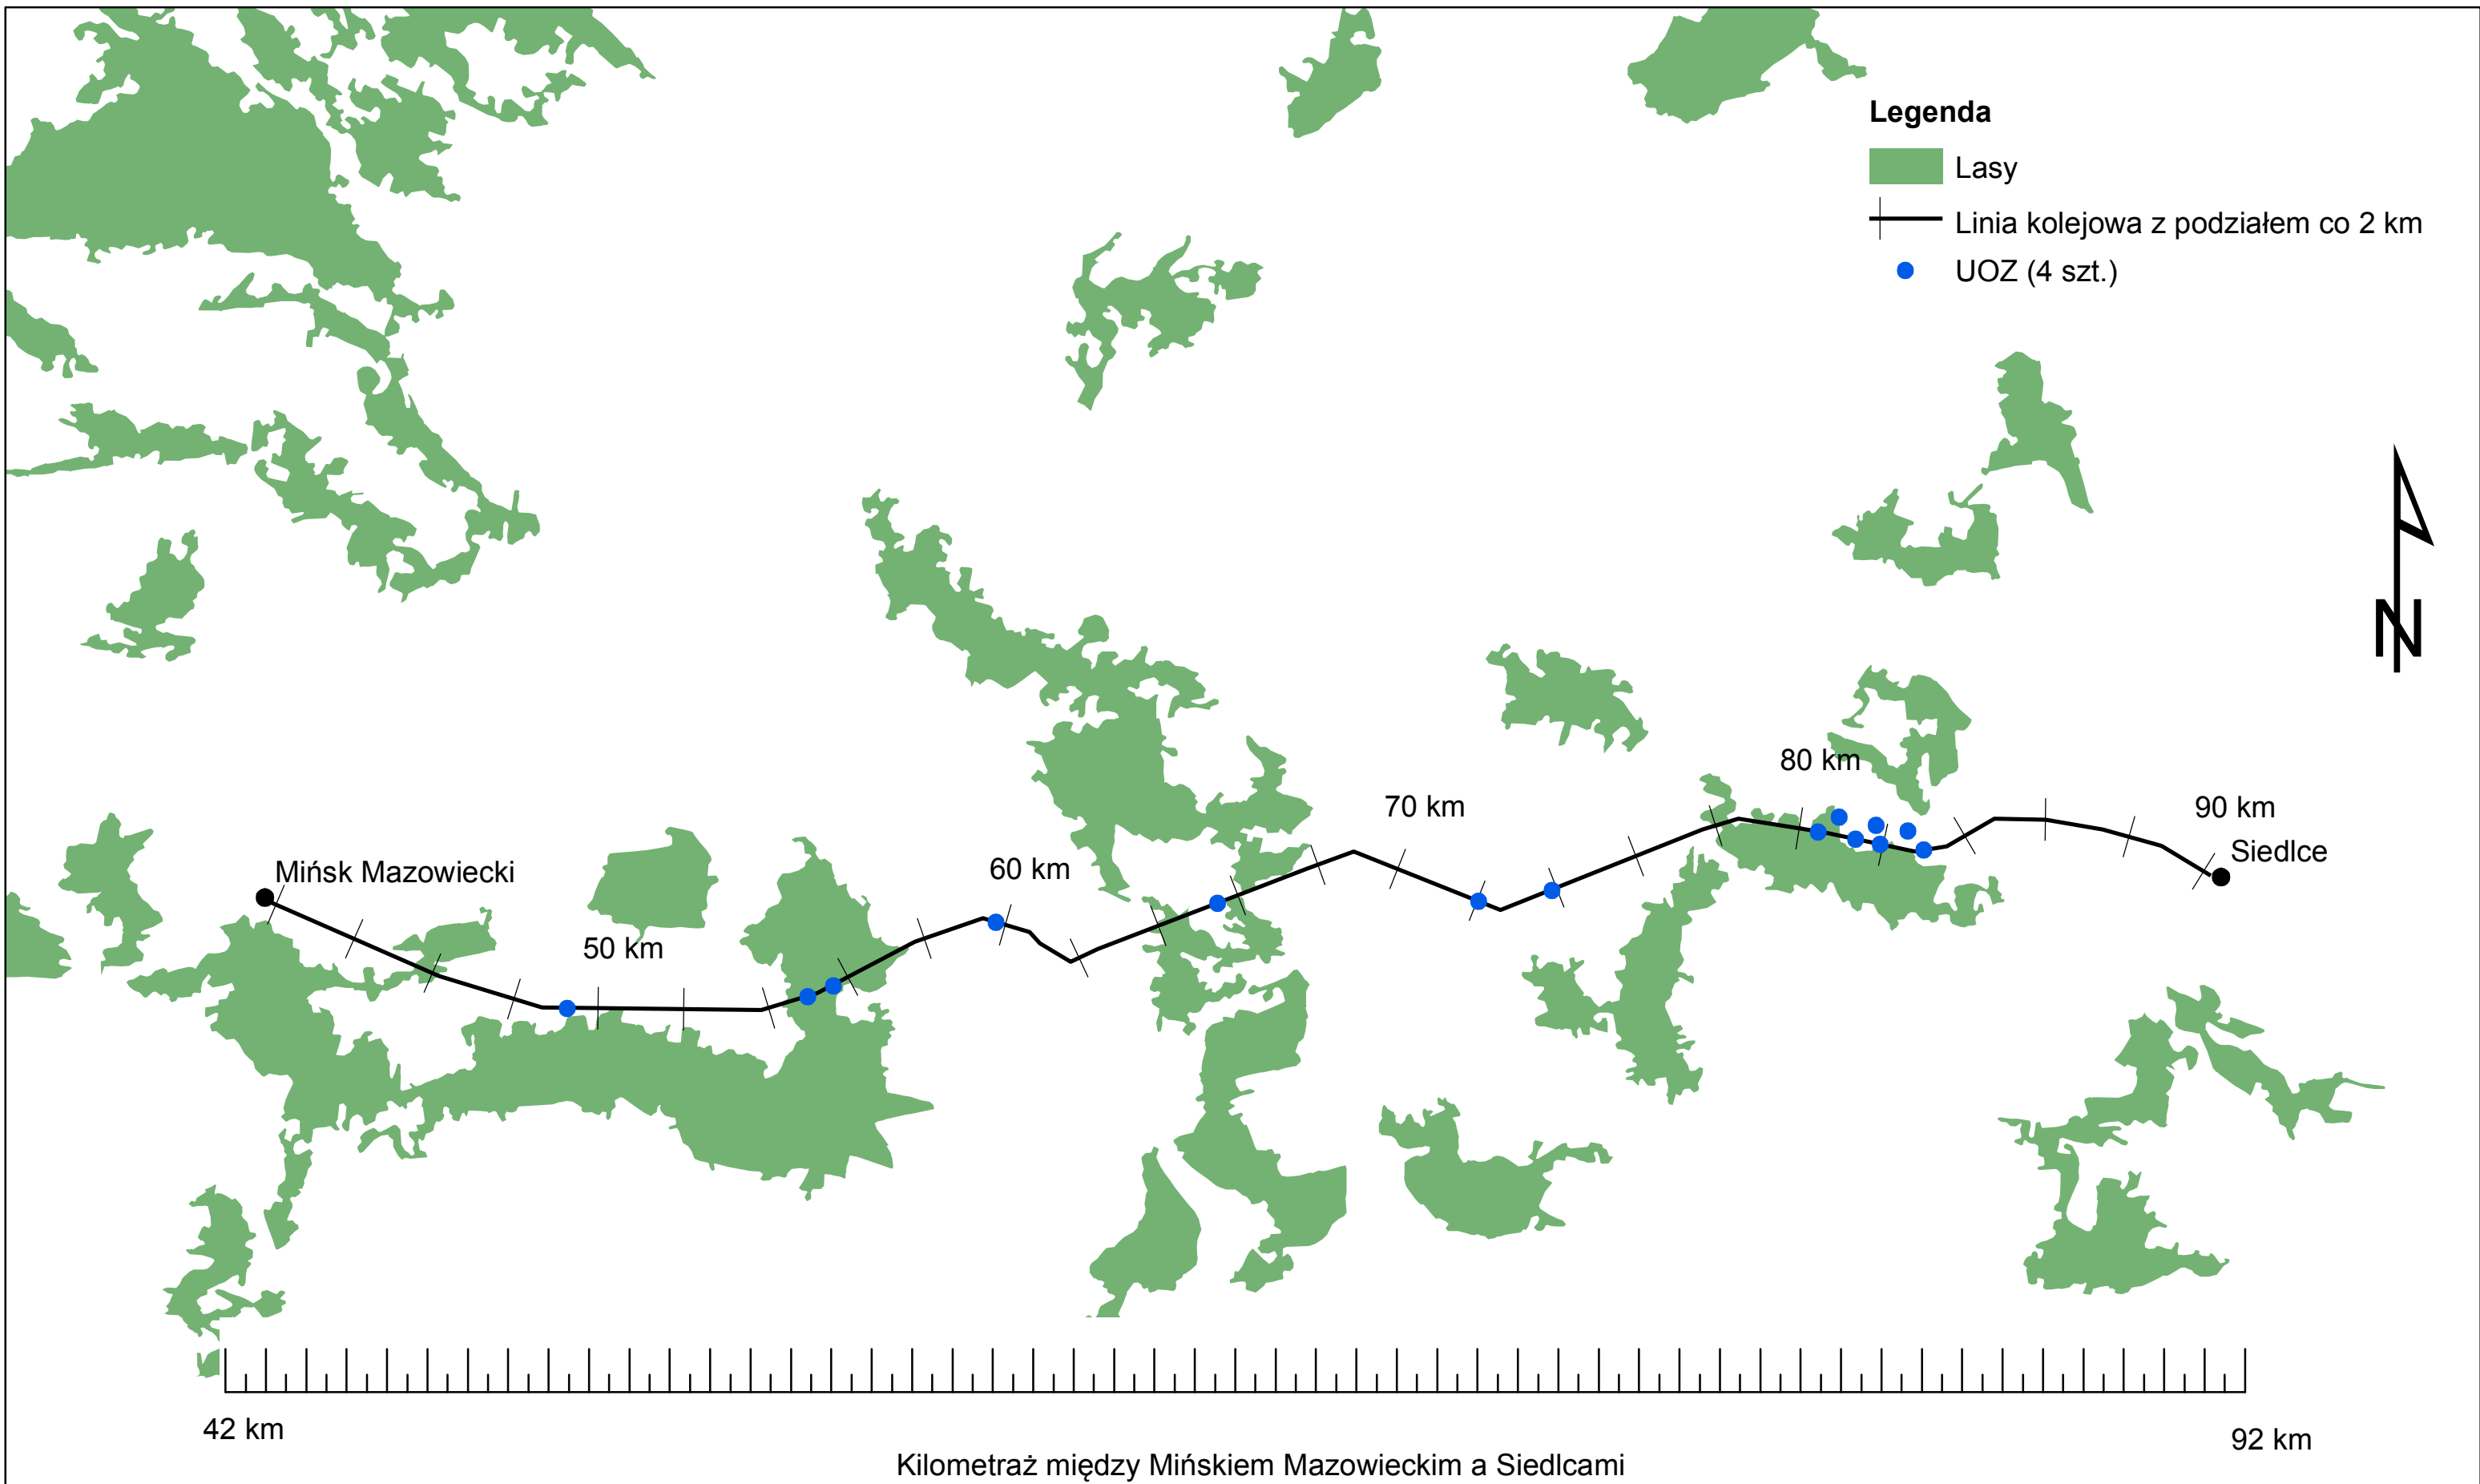 Legenda
Lasy
Linia kolejowa z podziałem co 2 km
UOZ (4 szt.)
N
80 km
70 km
90 km
Siedlce
60 km
Mińsk Mazowiecki
50 km
42 km
92 km
Kilometraż między Mińskiem Mazowieckim a Siedlcami